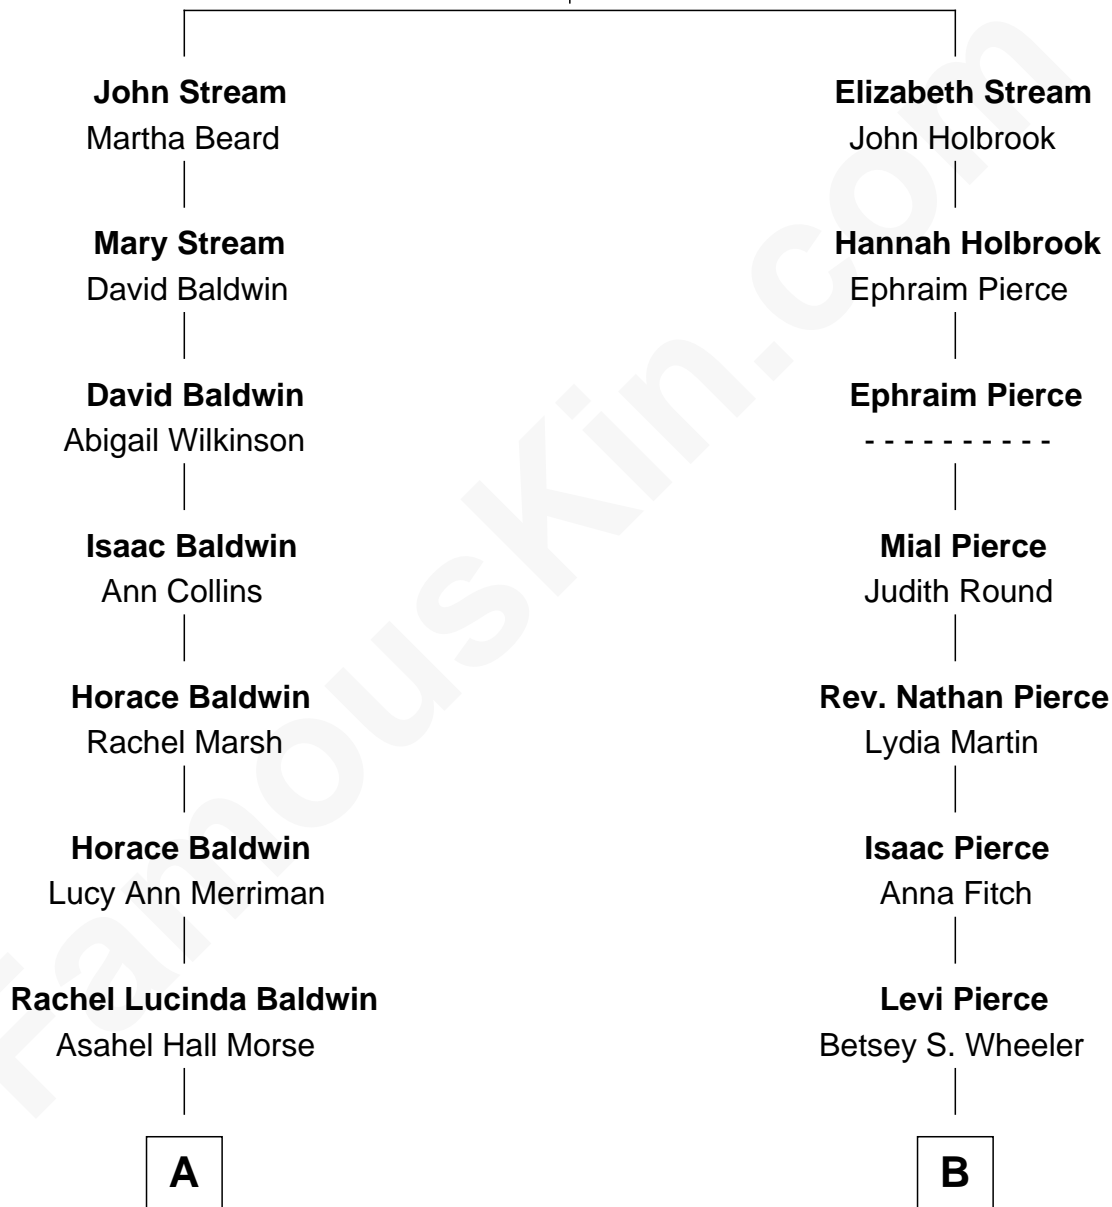 John Stream
Martha Beard
Elizabeth Stream
John Holbrook
Mary Stream
David Baldwin
Hannah Holbrook
Ephraim Pierce
David Baldwin
Abigail Wilkinson
Ephraim Pierce
- - - - - - - - - -
Isaac Baldwin
Ann Collins
Mial Pierce
Judith Round
Horace Baldwin
Rachel Marsh
Rev. Nathan Pierce
Lydia Martin
Horace Baldwin
Lucy Ann Merriman
Isaac Pierce
Anna Fitch
Rachel Lucinda Baldwin
Asahel Hall Morse
Levi Pierce
Betsey S. Wheeler
A
B
FamousKin.com